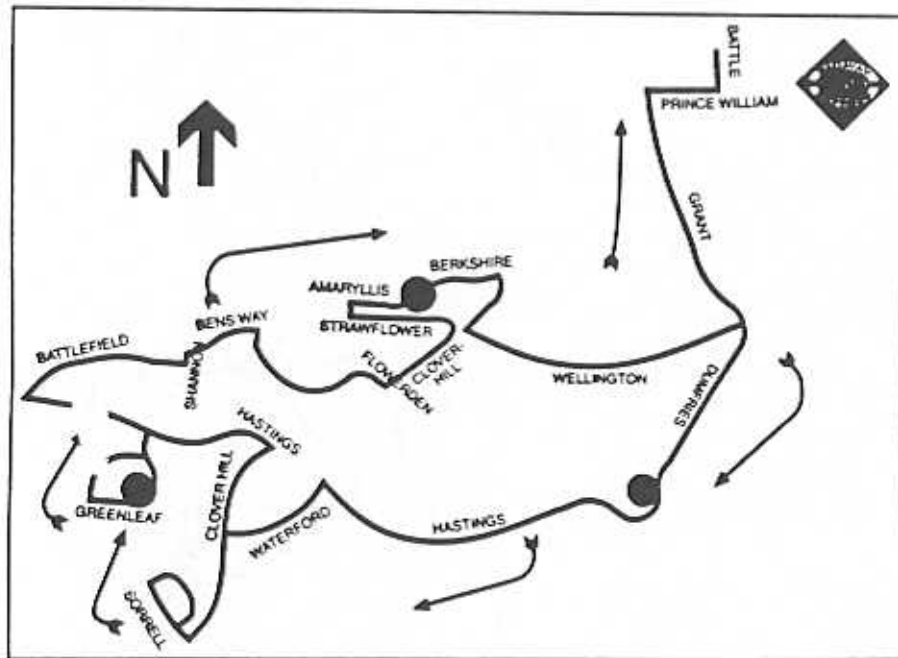 BATTLE
PRINCE WILLIAM
N
GRANT
BERKSHIRE
AMARYLLIS
BENS WAY
STRAWFLOWER
BATTLEFIELD
SHANNON
FLOWERDEN
CLOVER-
HILL
WELLINGTON
DUMFRIES
HASTINGS
CLOVER HILL
GREENLEAF
WATERFORD
HASTINGS
SORRELL